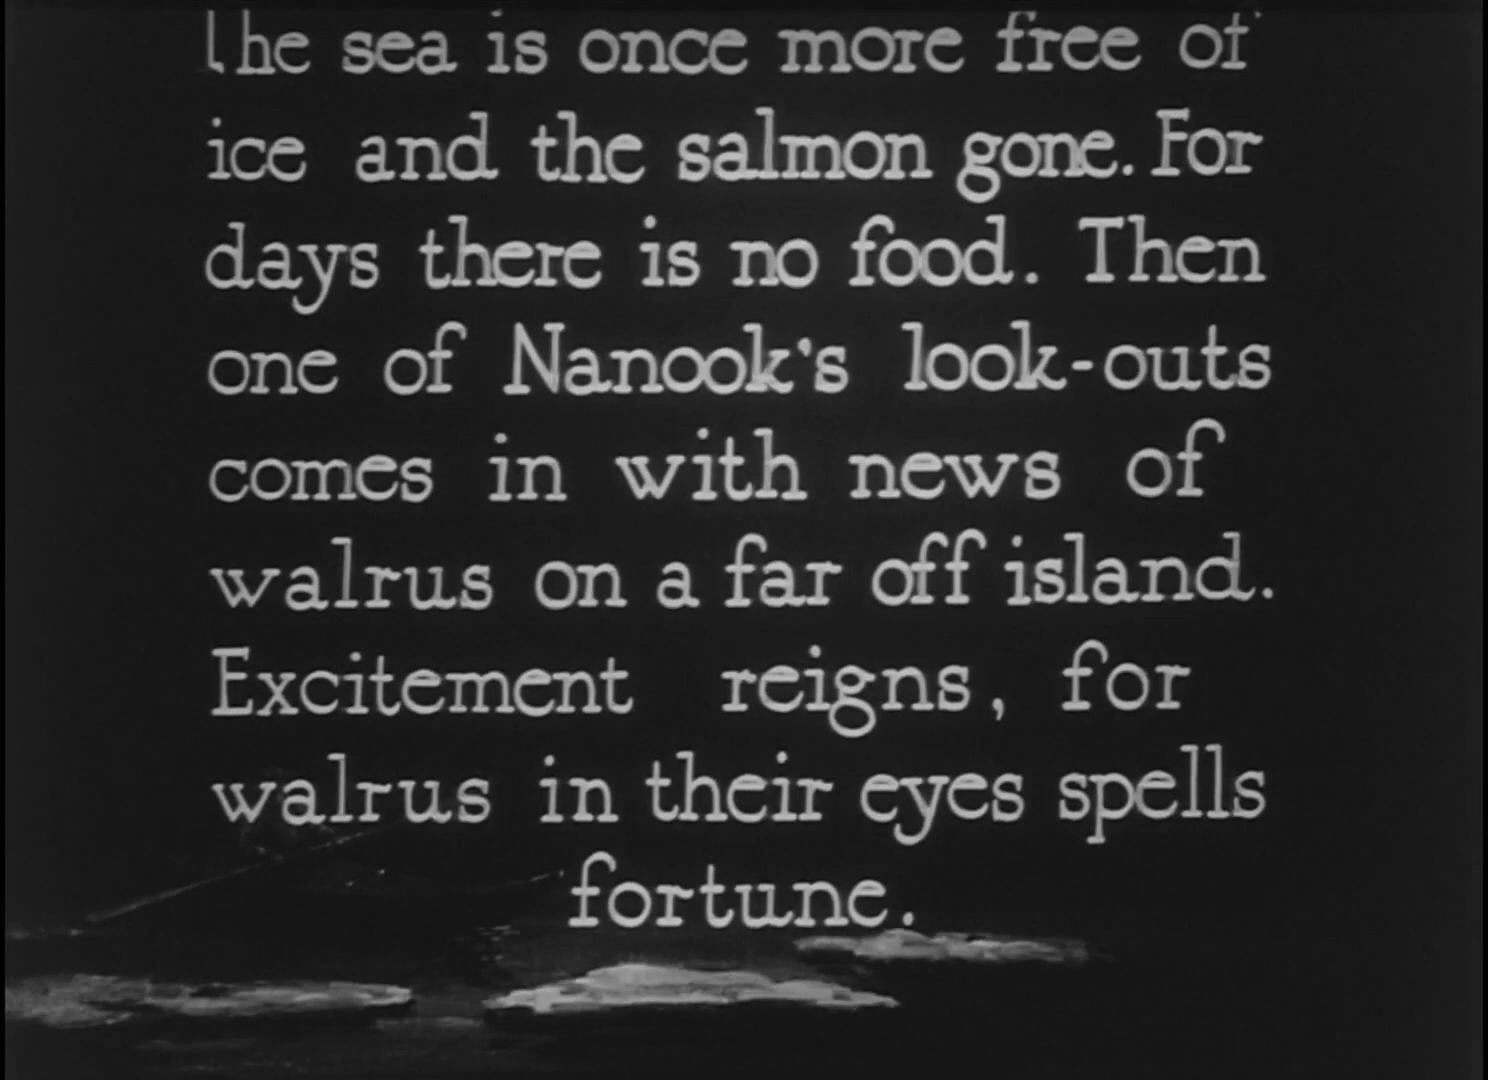 The sea is once more free of
ice and the salmon gone. For
days there is no food. Then
one of Nanook's look-outs
comes in with news of
walrus on a far off island.
Excitement reigns, for
walrus in their eyes spells
fortune.